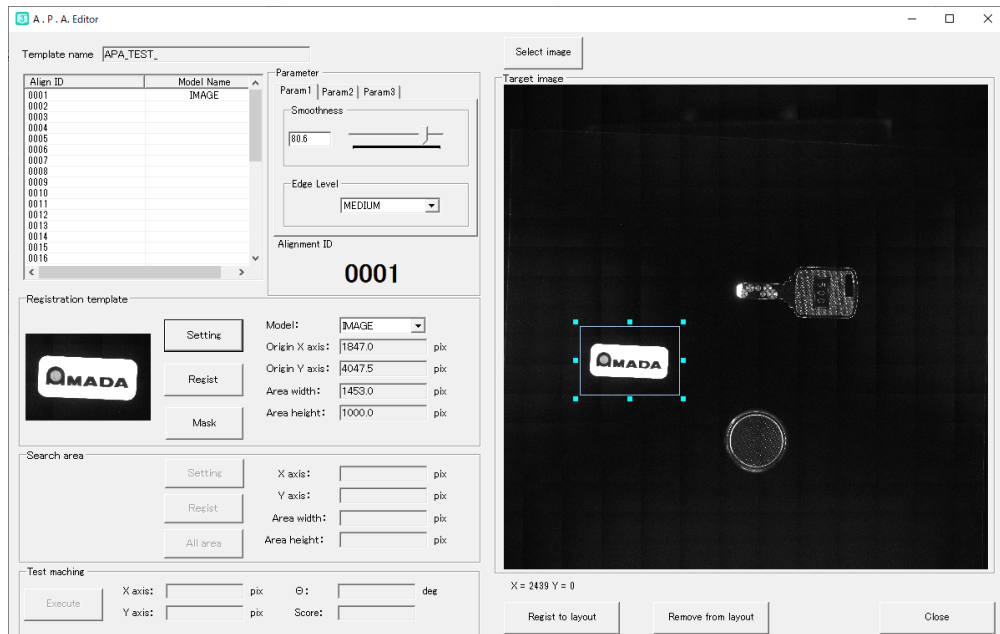 A.P.A. Editor
Template name APA_TEST_
Select image
Align ID Model Name
0001 IMAGE
0002
0003
0004
0005
0006
0007
0008
0009
0010
0011
0012
0013
0014
0015
0016
Parameter
Param1 Param2 Param3
Smoothness
80.6
Edge Level
MEDIUM
Alignment ID
0001
Registration template
AMADA
Setting
Regist
Mask
Model: IMAGE
Origin X axis: 1847.0 pix
Origin Y axis: 4047.5 pix
Area width: 1453.0 pix
Area height: 1000.0 pix
Search area
Setting
Regist
All area
X axis: pix
Y axis: pix
Area width: pix
Area height: pix
Test maching
Execute
X axis: pix Θ: deg
Y axis: pix Score:
Target image
AMADA
X = 2439 Y = 0
Regist to layout
Remove from layout
Close